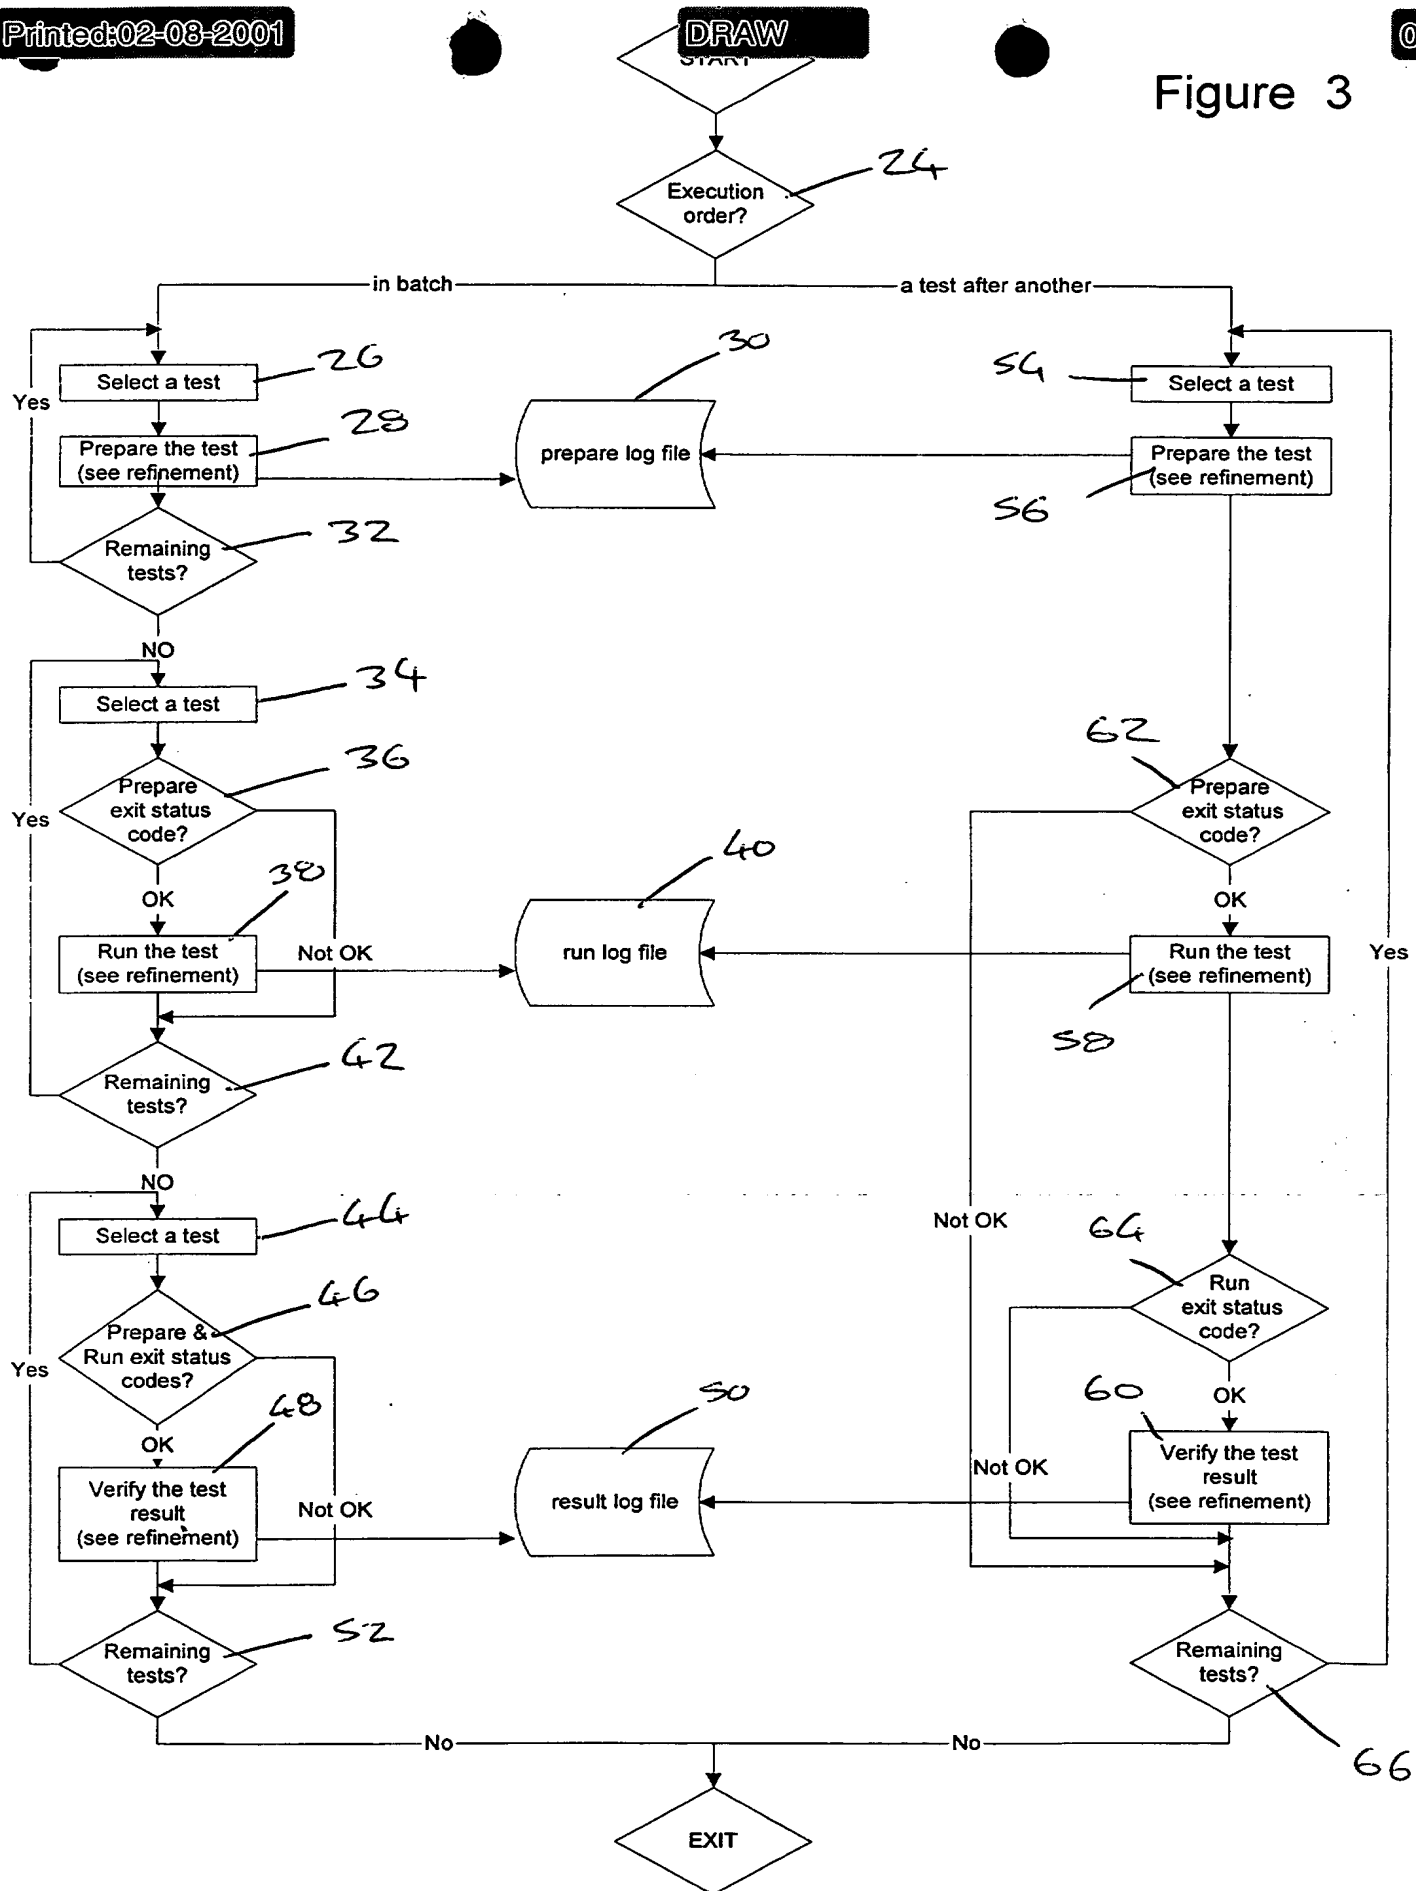 Printed:02-08-2001
DRAW
0
START
Figure 3
24
Execution
order?
in batch
a test after another
26
30
54
Select a test
Select a test
Yes
28
Prepare the test
(see refinement)
prepare log file
Prepare the test
(see refinement)
56
32
Remaining
tests?
NO
34
Select a test
62
36
Prepare
exit status
code?
Prepare
exit status
code?
Yes
40
38
OK
OK
Run the test
(see refinement)
Not OK
run log file
Run the test
(see refinement)
Yes
58
42
Remaining
tests?
NO
44
Select a test
Not OK
64
46
Run
exit status
code?
Prepare &
Run exit status
codes?
Yes
48
50
60
OK
OK
Verify the test
result
(see refinement)
Not OK
result log file
Not OK
Verify the test
result
(see refinement)
52
Remaining
tests?
Remaining
tests?
No
No
66
EXIT